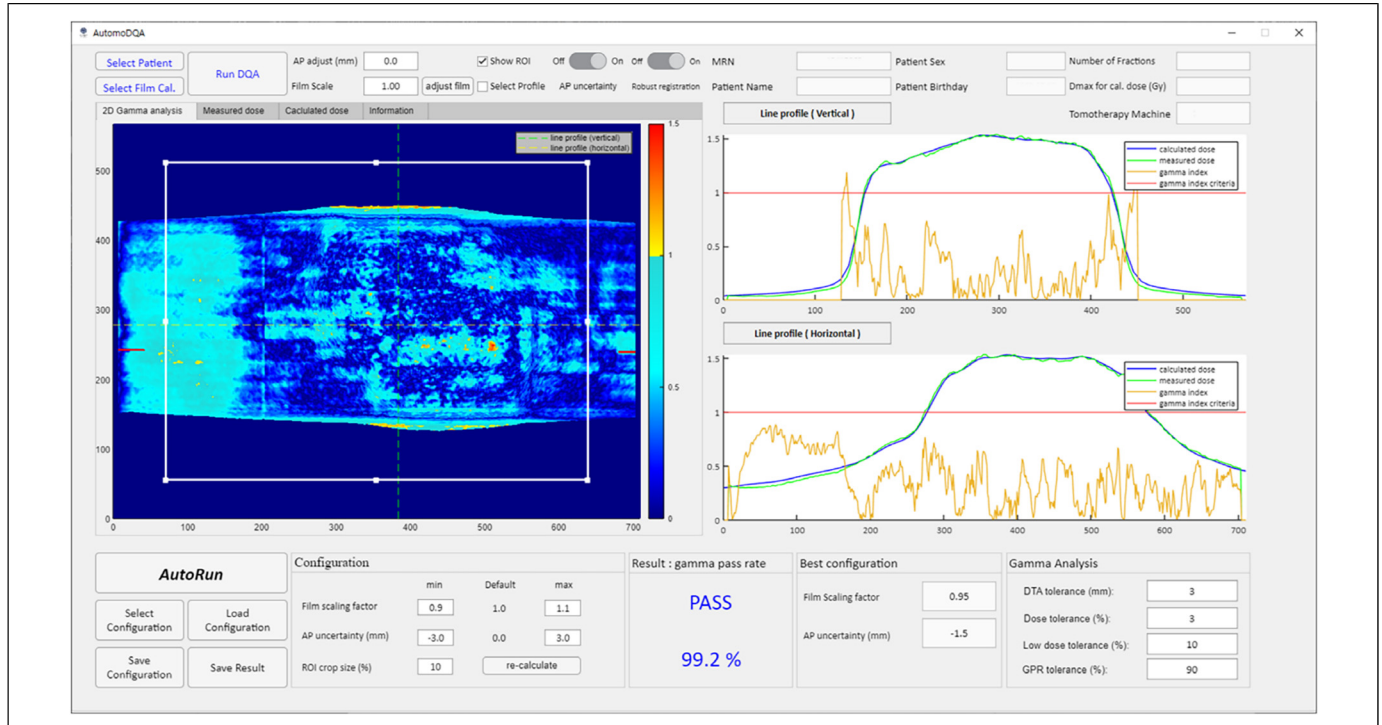 AutomoDQA
Select Patient
Run DQA
AP adjust (mm) 0.0
Show ROI
Off On
Off On
MRN
Patient Sex
Number of Fractions
Select Film Cal.
Film Scale 1.00
adjust film
Select Profile
AP uncertainty
Robust registration
Patient Name
Patient Birthday
Dmax for cal. dose (Gy)
2D Gamma analysis Measured dose Caclulated dose Information
Line profile ( Vertical )
Tomotherapy Machine
line profile (vertical)
line profile (horizontal)
500
400
300
200
100
0
0 100 200 300 400 500 600 700
1.5
1
0.5
0
1.5
1
0.5
0
calculated dose
measured dose
gamma index
gamma index criteria
0 100 200 300 400 500
Line profile ( Horizontal )
1.5
1
0.5
0
calculated dose
measured dose
gamma index
gamma index criteria
0 100 200 300 400 500 600 700
AutoRun
Select Configuration
Load Configuration
Save Configuration
Save Result
Configuration
min Default max
Film scaling factor 0.9 1.0 1.1
AP uncertainty (mm) -3.0 0.0 3.0
ROI crop size (%) 10 re-calculate
Result : gamma pass rate
PASS
99.2 %
Best configuration
Film Scaling factor 0.95
AP uncertainty (mm) -1.5
Gamma Analysis
DTA tolerance (mm): 3
Dose tolerance (%): 3
Low dose tolerance (%): 10
GPR tolerance (%): 90